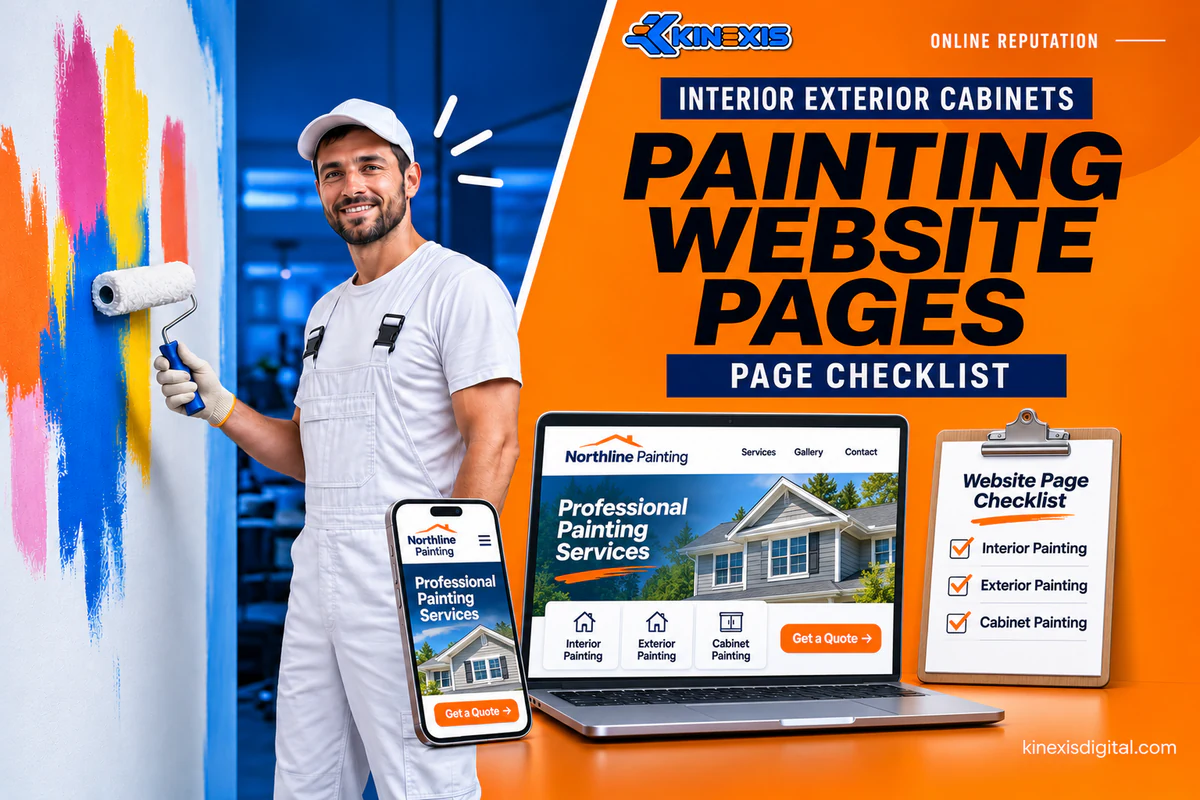 KINEXIS
ONLINE REPUTATION
INTERIOR EXTERIOR CABINETS
PAINTING
WEBSITE
PAGES
PAGE CHECKLIST
Northline Painting
Services Gallery Contact
Professional
Painting
Services
Interior
Painting
Exterior
Painting
Cabinet
Painting
Get a Quote →
Northline
Painting
Professional
Painting
Services
Get a Quote →
Website Page
Checklist
Interior Painting
Exterior Painting
Cabinet Painting
kinexisdigital.com